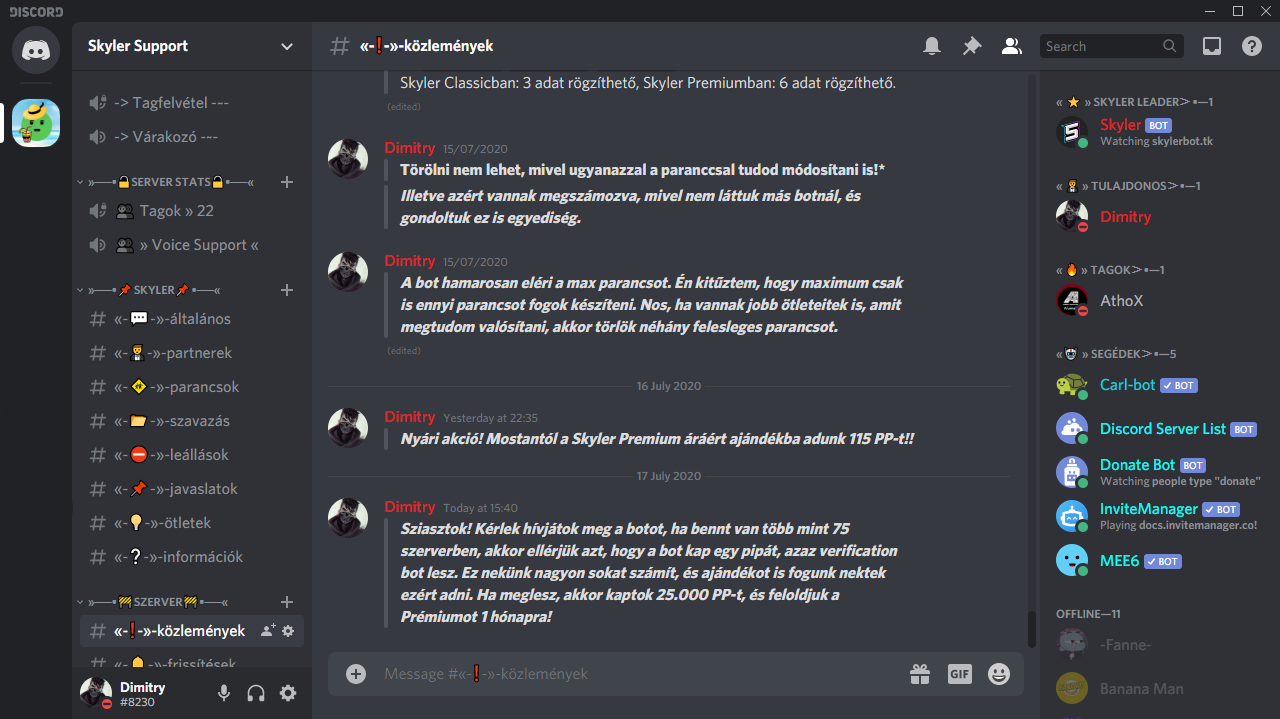 DISCORD
Skyler Support
-> Tagfelvétel ---
-> Várakozó ---
»——•🔒SERVER STATS🔒•——«
👥 Tagok » 22
👥 » Voice Support «
»——•📌SKYLER📌•——«
«-💬-»-általános
«-🤵-»-partnerek
«-🚸-»-parancsok
«-📂-»-szavazás
«-⛔-»-leállások
«-📌-»-javaslatok
«-💡-»-ötletek
«-❔-»-információk
»——•🚧SZERVER🚧•——«
«-❗-»-közlemények
«-🔔-»-frissítések
Dimitry
#8230
«-❗-»-közlemények
Search
Skyler Classicban: 3 adat rögzíthető, Skyler Premiumban: 6 adat rögzíthető.
(edited)
Dimitry 15/07/2020
Törölni nem lehet, mivel ugyanazzal a paranccsal tudod módosítani is!*
Illetve azért vannak megszámozva, mivel nem láttuk más botnál, és
gondoltuk ez is egyediség.
Dimitry 15/07/2020
A bot hamarosan eléri a max parancsot. Én kitűztem, hogy maximum csak
is ennyi parancsot fogok készíteni. Nos, ha vannak jobb ötleteitek is, amit
megtudom valósítani, akkor törlök néhány felesleges parancsot.
(edited)
16 July 2020
Dimitry Yesterday at 22:35
Nyári akció! Mostantól a Skyler Premium áráért ajándékba adunk 115 PP-t!!
17 July 2020
Dimitry Today at 15:40
Sziasztok! Kérlek hívjátok meg a botot, ha bennt van több mint 75
szerverben, akkor ellérjük azt, hogy a bot kap egy pipát, azaz verification
bot lesz. Ez nekünk nagyon sokat számít, és ajándékot is fogunk nektek
ezért adni. Ha meglesz, akkor kaptok 25.000 PP-t, és feloldjuk a
Prémiumot 1 hónapra!
Message #«-❗-»-közlemények
GIF
« ⭐ » SKYLER LEADER> •—1
Skyler BOT
Watching skylerbot.tk
« 🤵 » TULAJDONOS> •—1
Dimitry
« 🔥 » TAGOK> •—1
AthoX
« » SEGÉDEK> •—5
Carl-bot ✓ BOT
Discord Server List BOT
Donate Bot BOT
Watching people type "donate"
InviteManager ✓ BOT
Playing docs.invitemanager.co!
MEE6 ✓ BOT
OFFLINE—11
-Fanne-
Banana Man